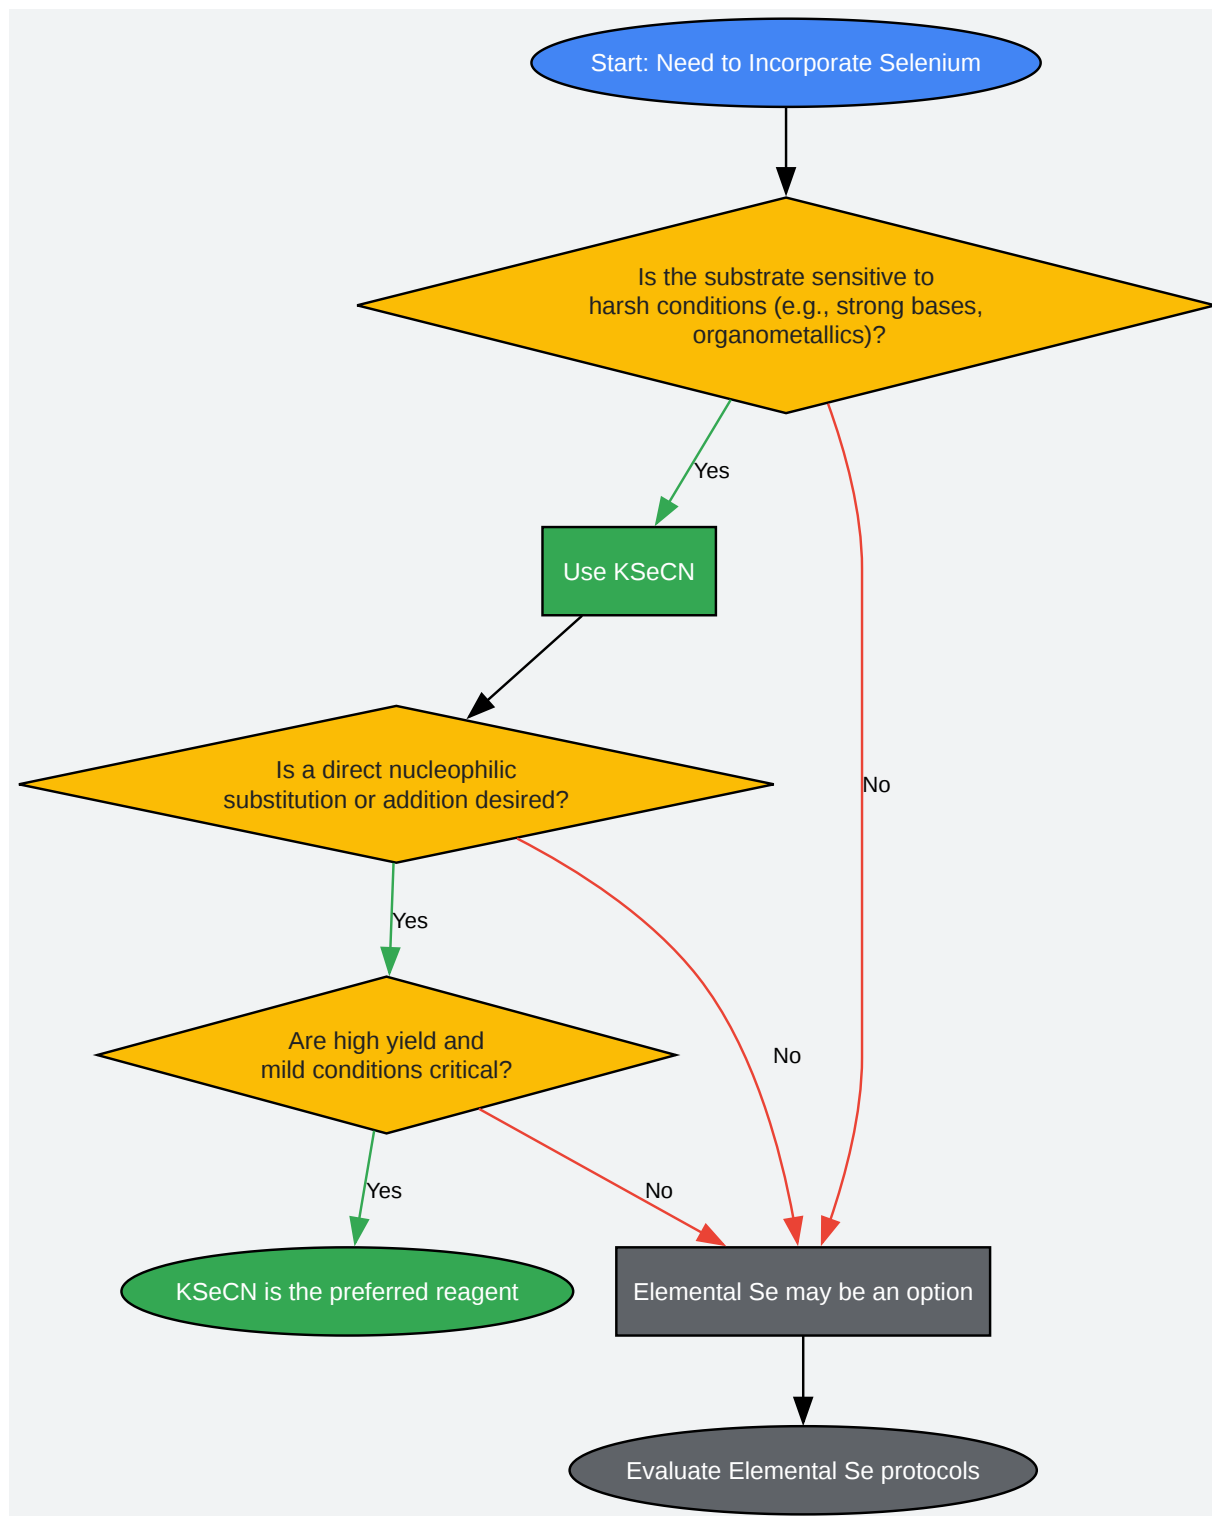 Start: Need to Incorporate Selenium
Is the substrate sensitive to
harsh conditions (e.g., strong bases,
organometallics)?
Yes
Use KSeCN
Is a direct nucleophilic
substitution or addition desired?
No
Yes
Are high yield and
mild conditions critical?
No
Yes
No
KSeCN is the preferred reagent
Elemental Se may be an option
Evaluate Elemental Se protocols